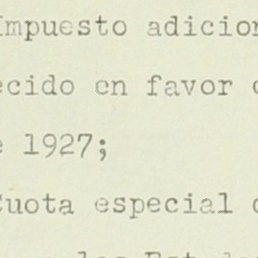 Impuesto adicion
ecido en favor
e 1927;
Cuota especial